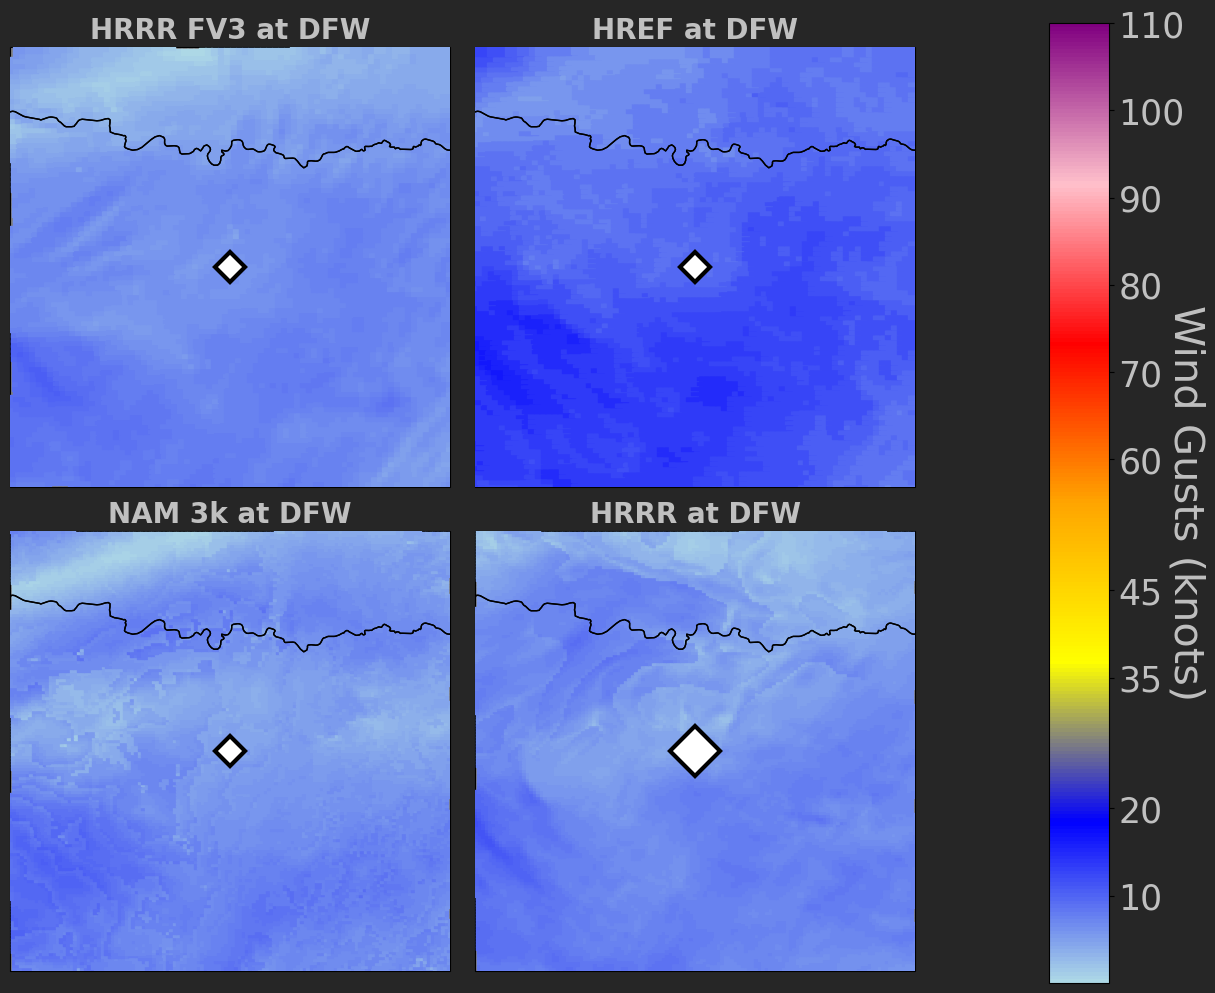 HRRR FV3 at DFW
HREF at DFW
NAM 3k at DFW
HRRR at DFW
110
100
90
80
70
60
45
35
20
10
Wind Gusts (knots)